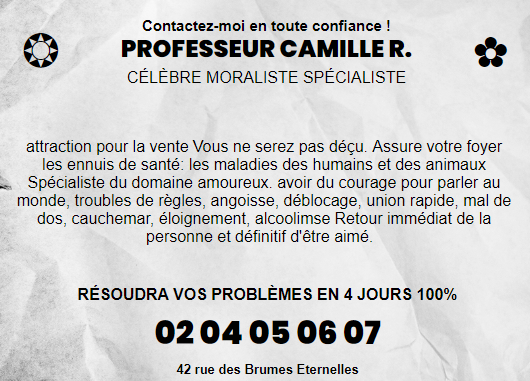 Contactez-moi en toute confiance !
PROFESSEUR CAMILLE R.
CÉLÈBRE MORALISTE SPÉCIALISTE
attraction pour la vente Vous ne serez pas déçu. Assure votre foyer
les ennuis de santé: les maladies des humains et des animaux
Spécialiste du domaine amoureux. avoir du courage pour parler au
monde, troubles de règles, angoisse, déblocage, union rapide, mal de
dos, cauchemar, éloignement, alcoolimse Retour immédiat de la
personne et définitif d'être aimé.
RÉSOUDRA VOS PROBLÈMES EN 4 JOURS 100%
02 04 05 06 07
42 rue des Brumes Eternelles